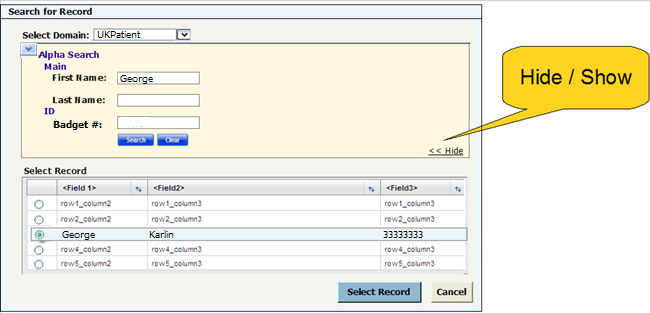 Search for Record
Select Domain: UKPatient
Alpha Search
Main
First Name: George
Last Name:
ID
Badget #:
Search Clear
<< Hide
Hide / Show
Select Record
<Field 1> <Field2> <Field3>
row1_column2 row1_column3 row1_column3
row2_column2 row2_column3 row2_column3
George Karlin 33333333
row4_column2 row4_column3 row4_column3
row5_column2 row5_column3 row5_column3
Select Record Cancel